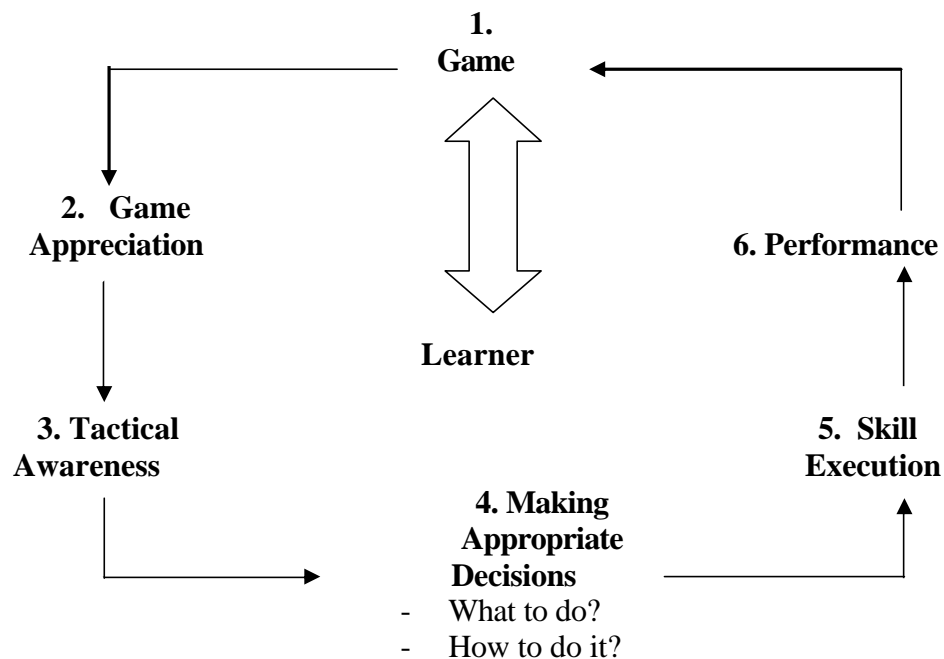 1.
Game
2. Game
Appreciation
6. Performance
Learner
3. Tactical
Awareness
5. Skill
Execution
4. Making
Appropriate
Decisions
- What to do?
- How to do it?